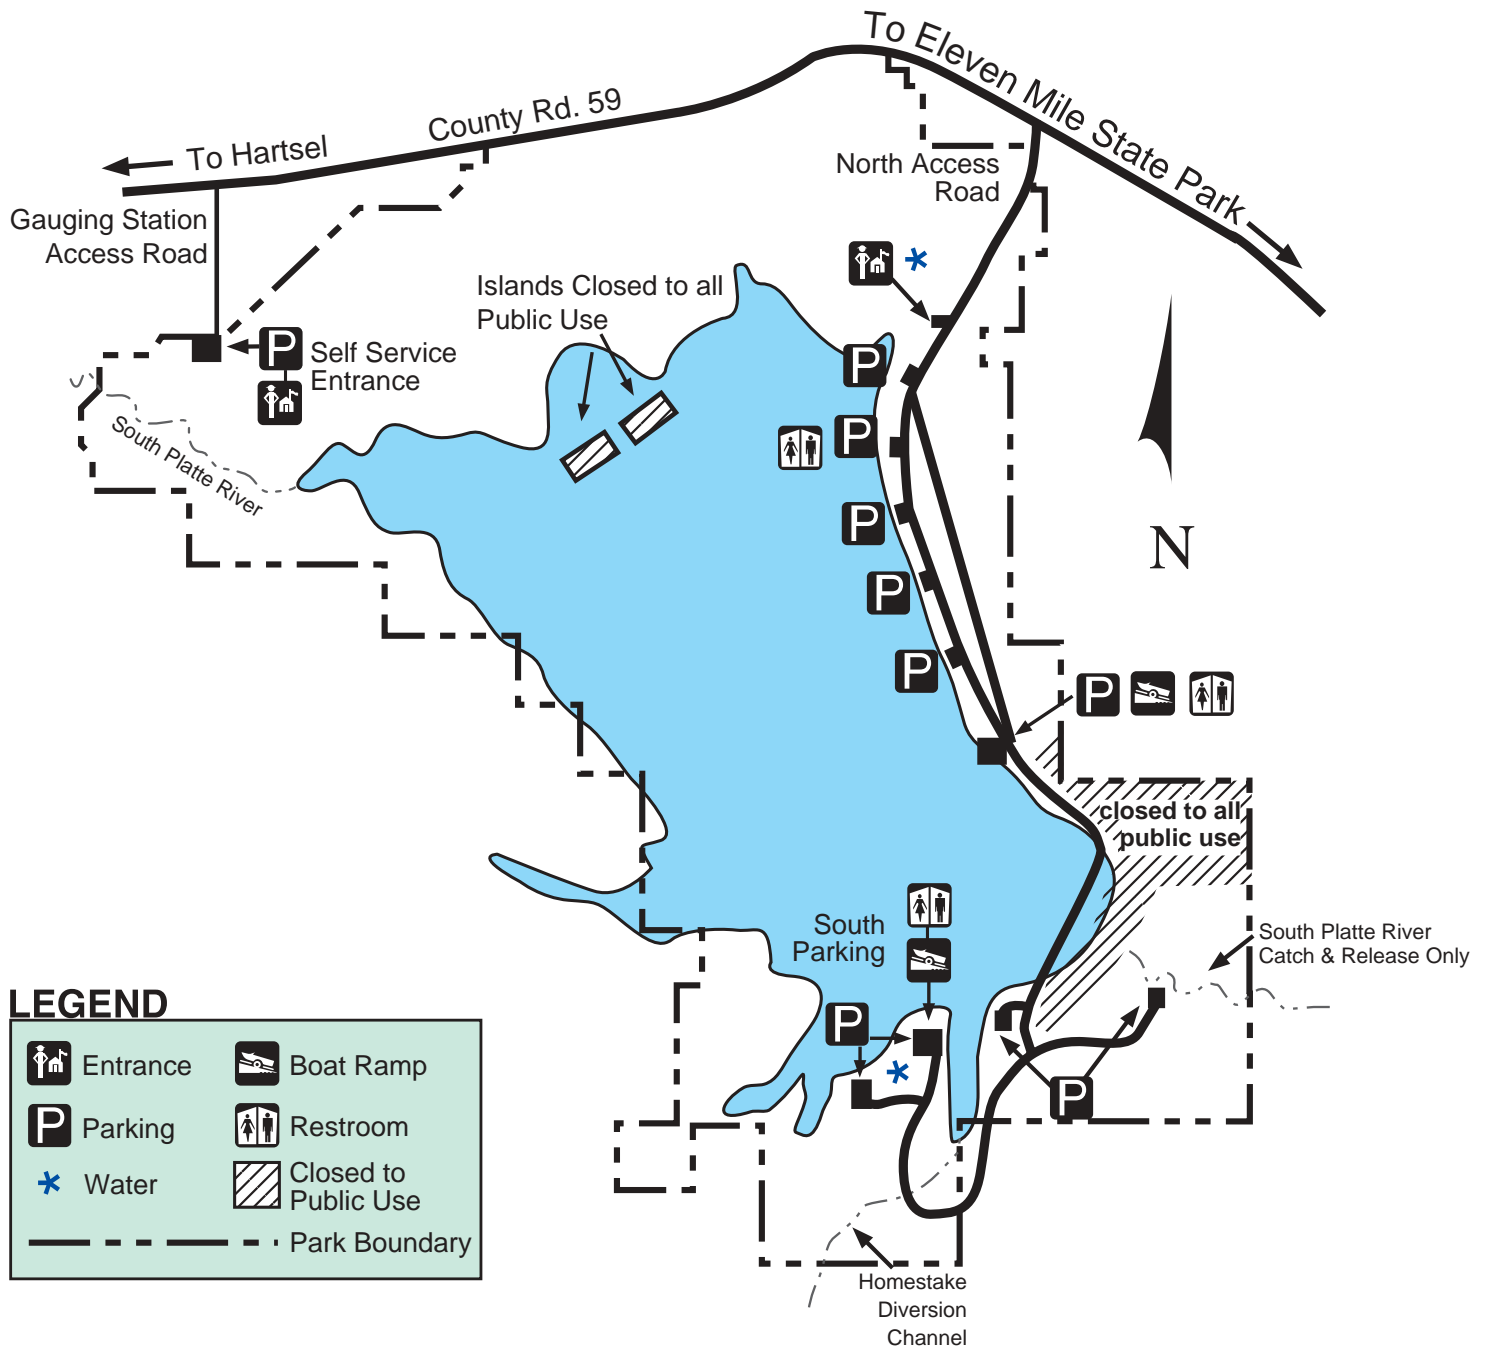 To Eleven Mile State Park
County Rd. 59
To Hartsel
North Access
Road
Gauging Station
Access Road
Islands Closed to all
Public Use
P
Self Service
Entrance
P
P
South Platte River
P
P
N
P
P
closed to all
public use
South
Parking
South Platte River
Catch & Release Only
P
P
LEGEND
Entrance
Boat Ramp
P
Parking
Restroom
Water
Closed to
Public Use
Park Boundary
Homestake
Diversion
Channel